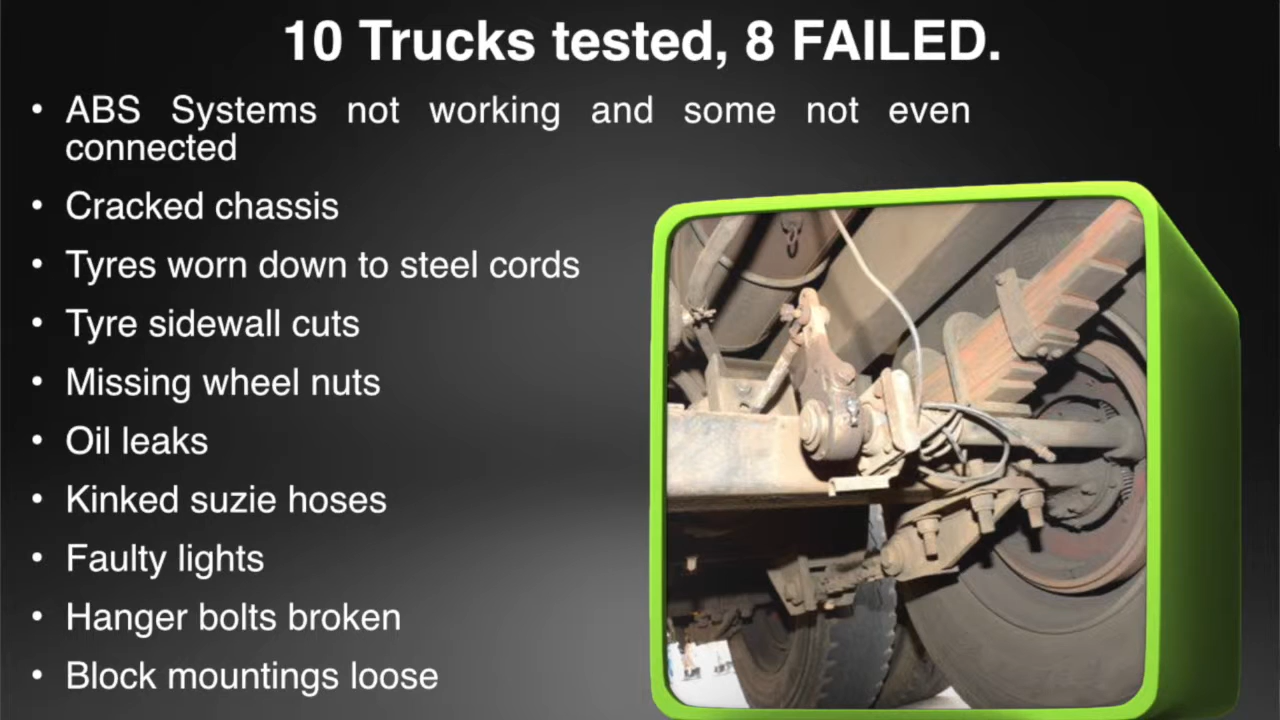 10 Trucks tested, 8 FAILED.
• ABS Systems not working and some not even
connected
• Cracked chassis
• Tyres worn down to steel cords
• Tyre sidewall cuts
• Missing wheel nuts
• Oil leaks
• Kinked suzie hoses
• Faulty lights
• Hanger bolts broken
• Block mountings loose